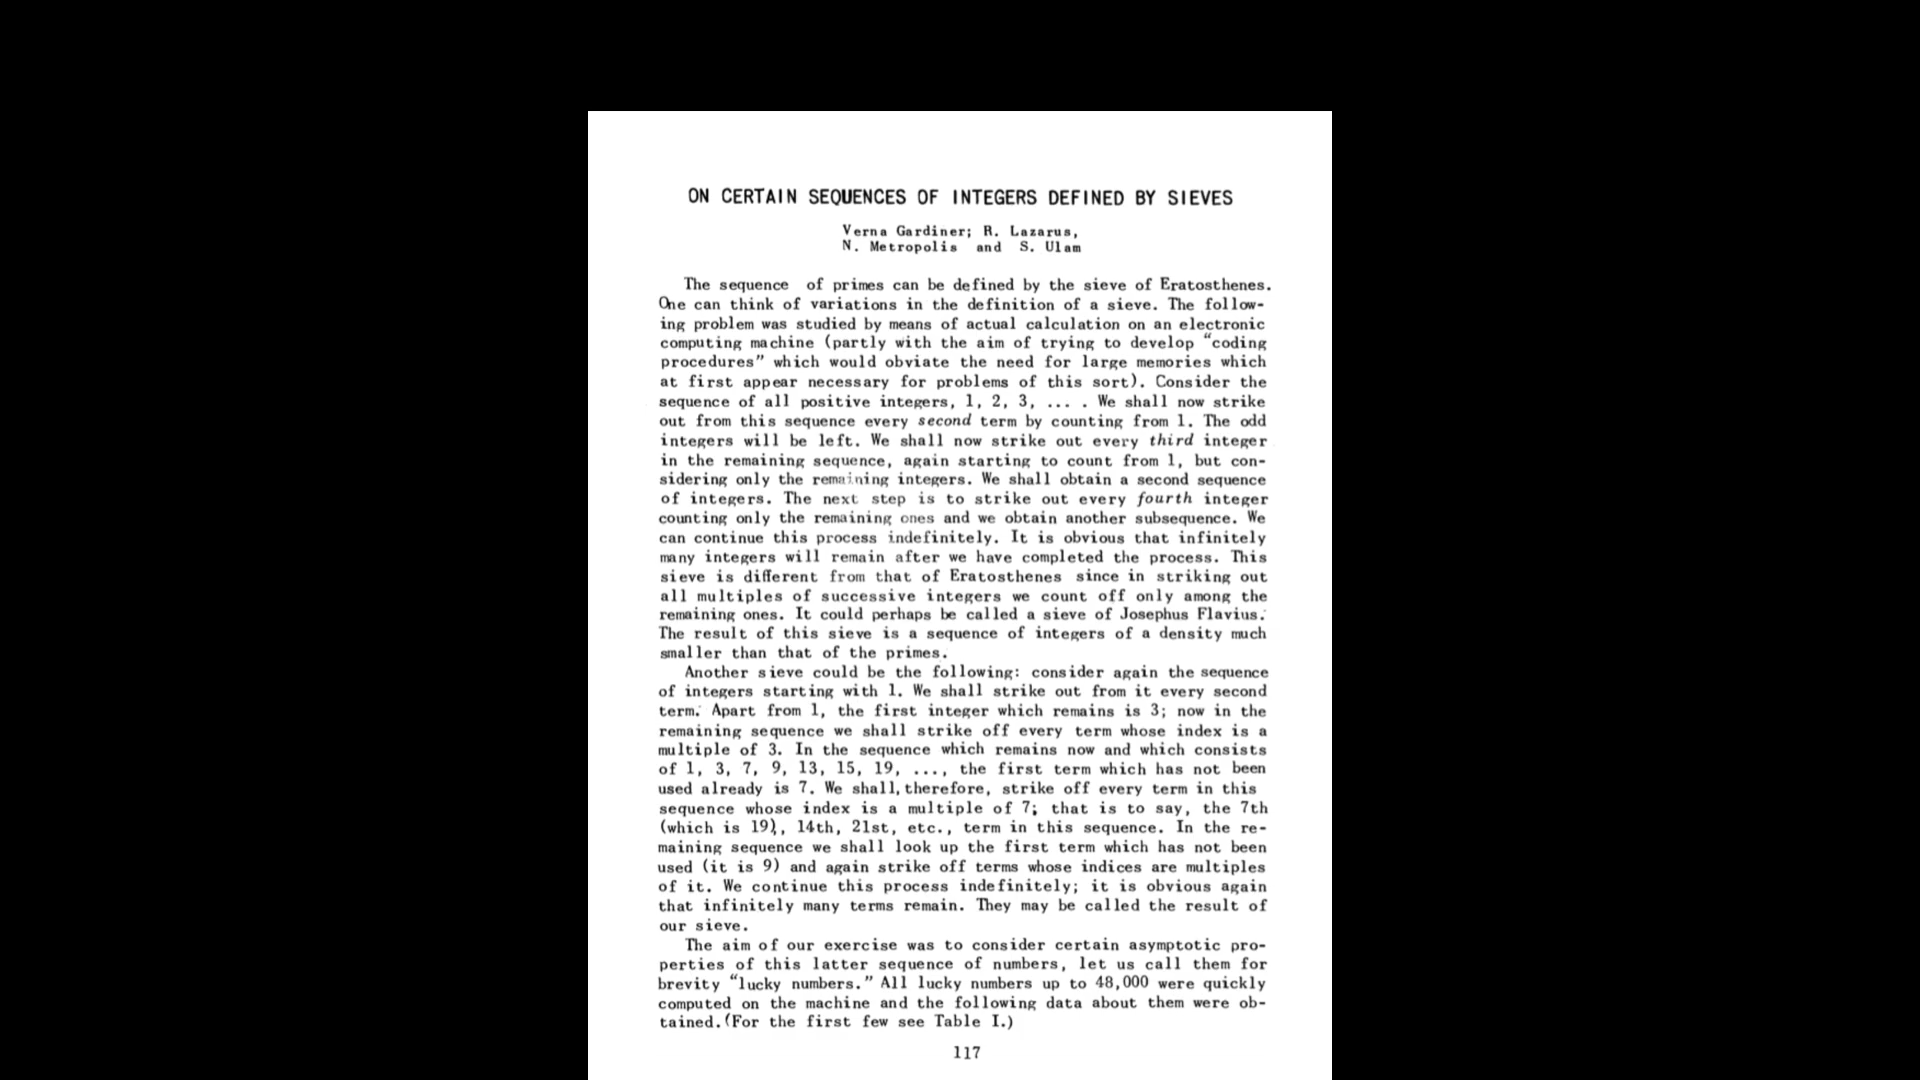 ON CERTAIN SEQUENCES OF INTEGERS DEFINED BY SIEVES
Verna Gardiner; R. Lazarus,
N. Metropolis and S. Ulam
The sequence of primes can be defined by the sieve of Eratosthenes.
One can think of variations in the definition of a sieve. The follow-
ing problem was studied by means of actual calculation on an electronic
computing machine (partly with the aim of trying to develop “coding
procedures” which would obviate the need for large memories which
at first appear necessary for problems of this sort). Consider the
sequence of all positive integers, 1, 2, 3, ... . We shall now strike
out from this sequence every second term by counting from 1. The odd
integers will be left. We shall now strike out every third integer
in the remaining sequence, again starting to count from 1, but con-
sidering only the remaining integers. We shall obtain a second sequence
of integers. The next step is to strike out every fourth integer
counting only the remaining ones and we obtain another subsequence. We
can continue this process indefinitely. It is obvious that infinitely
many integers will remain after we have completed the process. This
sieve is different from that of Eratosthenes since in striking out
all multiples of successive integers we count off only among the
remaining ones. It could perhaps be called a sieve of Josephus Flavius.
The result of this sieve is a sequence of integers of a density much
smaller than that of the primes.
Another sieve could be the following: consider again the sequence
of integers starting with 1. We shall strike out from it every second
term. Apart from 1, the first integer which remains is 3; now in the
remaining sequence we shall strike off every term whose index is a
multiple of 3. In the sequence which remains now and which consists
of 1, 3, 7, 9, 13, 15, 19, ..., the first term which has not been
used already is 7. We shall, therefore, strike off every term in this
sequence whose index is a multiple of 7; that is to say, the 7th
(which is 19), 14th, 21st, etc., term in this sequence. In the re-
maining sequence we shall look up the first term which has not been
used (it is 9) and again strike off terms whose indices are multiples
of it. We continue this process indefinitely; it is obvious again
that infinitely many terms remain. They may be called the result of
our sieve.
The aim of our exercise was to consider certain asymptotic pro-
perties of this latter sequence of numbers, let us call them for
brevity “lucky numbers.” All lucky numbers up to 48,000 were quickly
computed on the machine and the following data about them were ob-
tained. (For the first few see Table I.)
117